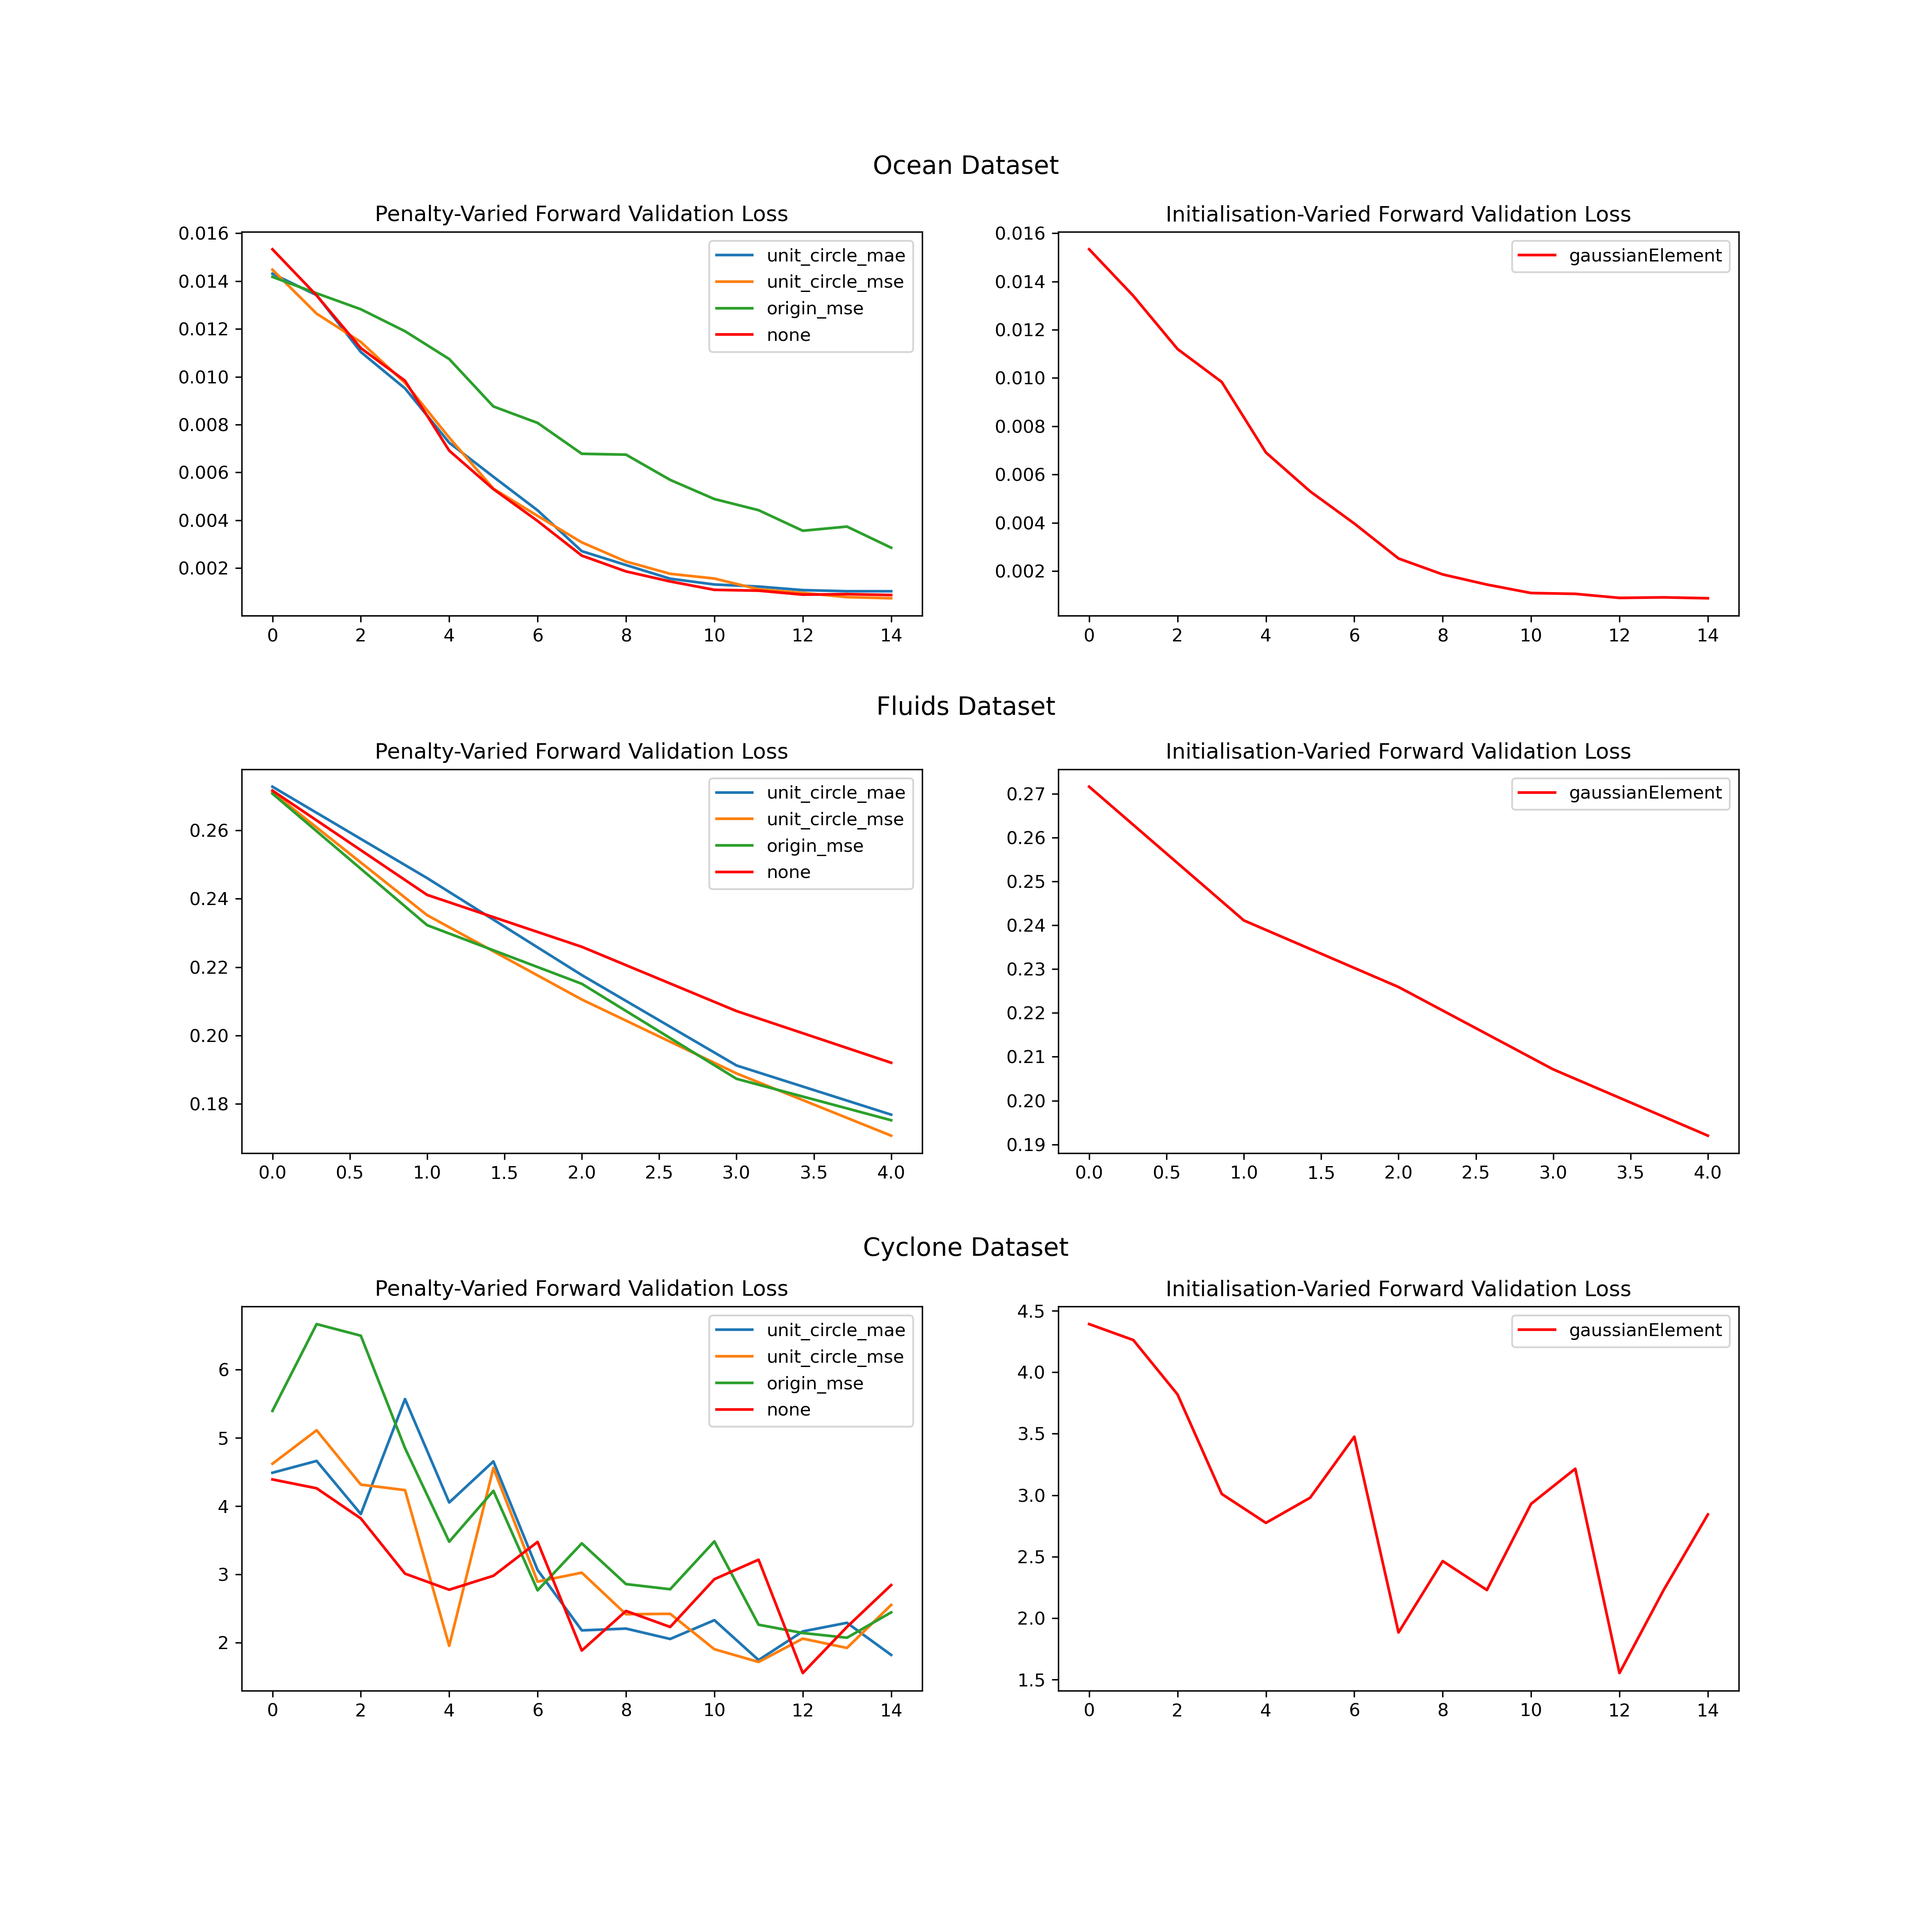 Ocean Dataset
Penalty-Varied Forward Validation Loss
0.016
0.014
0.012
0.010
0.008
0.006
0.004
0.002
0 2 4 6 8 10 12 14
unit_circle_mae
unit_circle_mse
origin_mse
none
Initialisation-Varied Forward Validation Loss
0.016
0.014
0.012
0.010
0.008
0.006
0.004
0.002
0 2 4 6 8 10 12 14
gaussianElement
Fluids Dataset
Penalty-Varied Forward Validation Loss
0.26
0.24
0.22
0.20
0.18
0.0 0.5 1.0 1.5 2.0 2.5 3.0 3.5 4.0
unit_circle_mae
unit_circle_mse
origin_mse
none
Initialisation-Varied Forward Validation Loss
0.27
0.26
0.25
0.24
0.23
0.22
0.21
0.20
0.19
0.0 0.5 1.0 1.5 2.0 2.5 3.0 3.5 4.0
gaussianElement
Cyclone Dataset
Penalty-Varied Forward Validation Loss
6
5
4
3
2
0 2 4 6 8 10 12 14
unit_circle_mae
unit_circle_mse
origin_mse
none
Initialisation-Varied Forward Validation Loss
4.5
4.0
3.5
3.0
2.5
2.0
1.5
0 2 4 6 8 10 12 14
gaussianElement